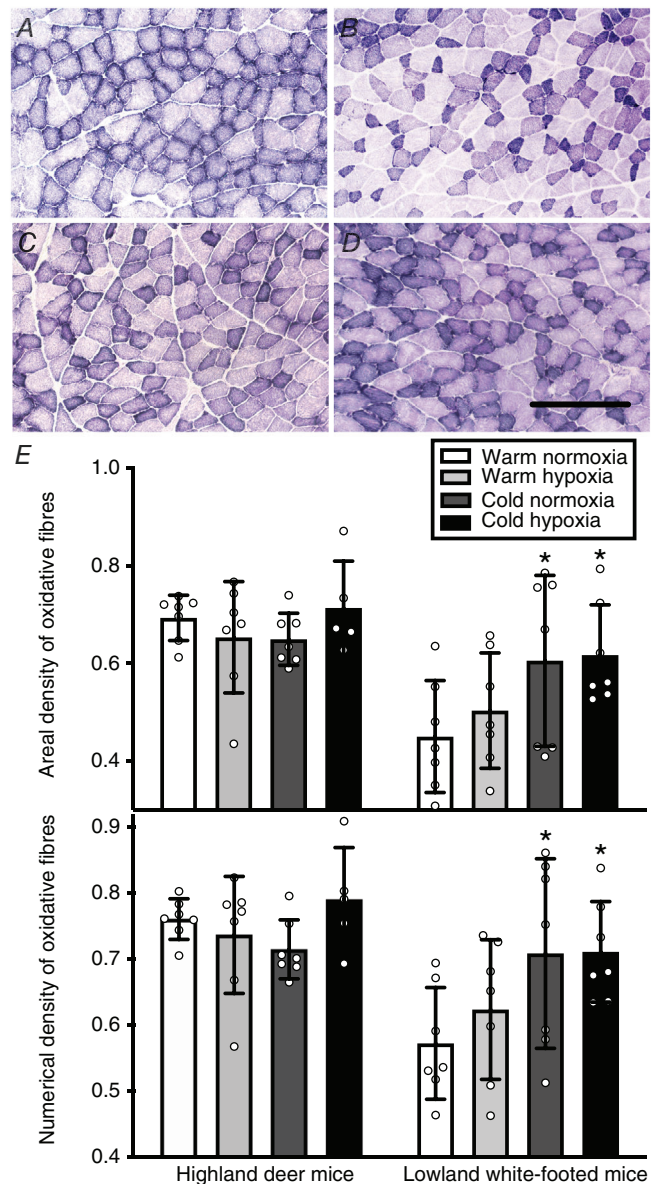 A
B
C
D
E
Warm normoxia
Warm hypoxia
Cold normoxia
Cold hypoxia
Areal density of oxidative fibres
1.0
0.8
0.6
0.4
* *
Numerical density of oxidative fibres
0.9
0.8
0.7
0.6
0.5
0.4
* *
Highland deer mice
Lowland white-footed mice